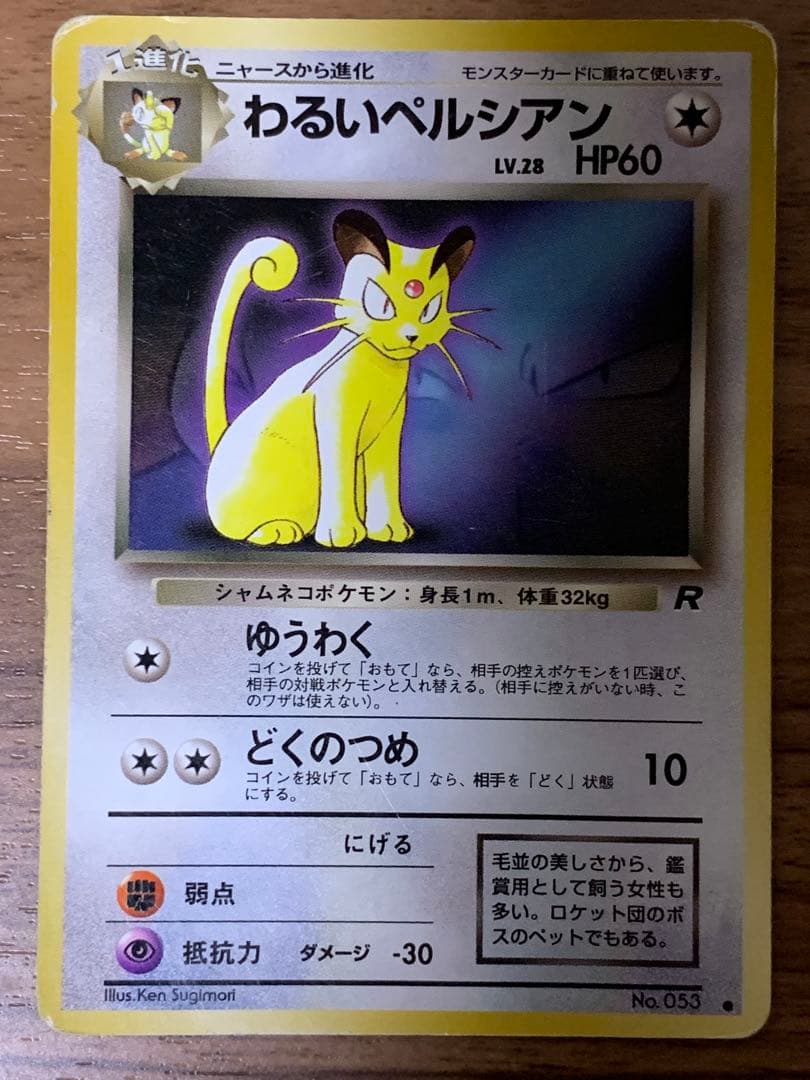 1進化
ニャースから進化
モンスターカードに重ねて使います。
わるいペルシアン
LV.28 HP60
シャムネコポケモン：身長1m、体重32kg
R
ゆうわく
コインを投げて「おもて」なら、相手の控えポケモンを1匹選び、
相手の対戦ポケモンと入れ替える。（相手に控えがいない時、こ
のワザは使えない）。
どくのつめ
10
コインを投げて「おもて」なら、相手を「どく」状態
にする。
にげる
弱点
抵抗力 ダメージ -30
毛並の美しさから、鑑
賞用として飼う女性も
多い。ロケット団のボ
スのペットでもある。
Illus.Ken Sugimori
No.053